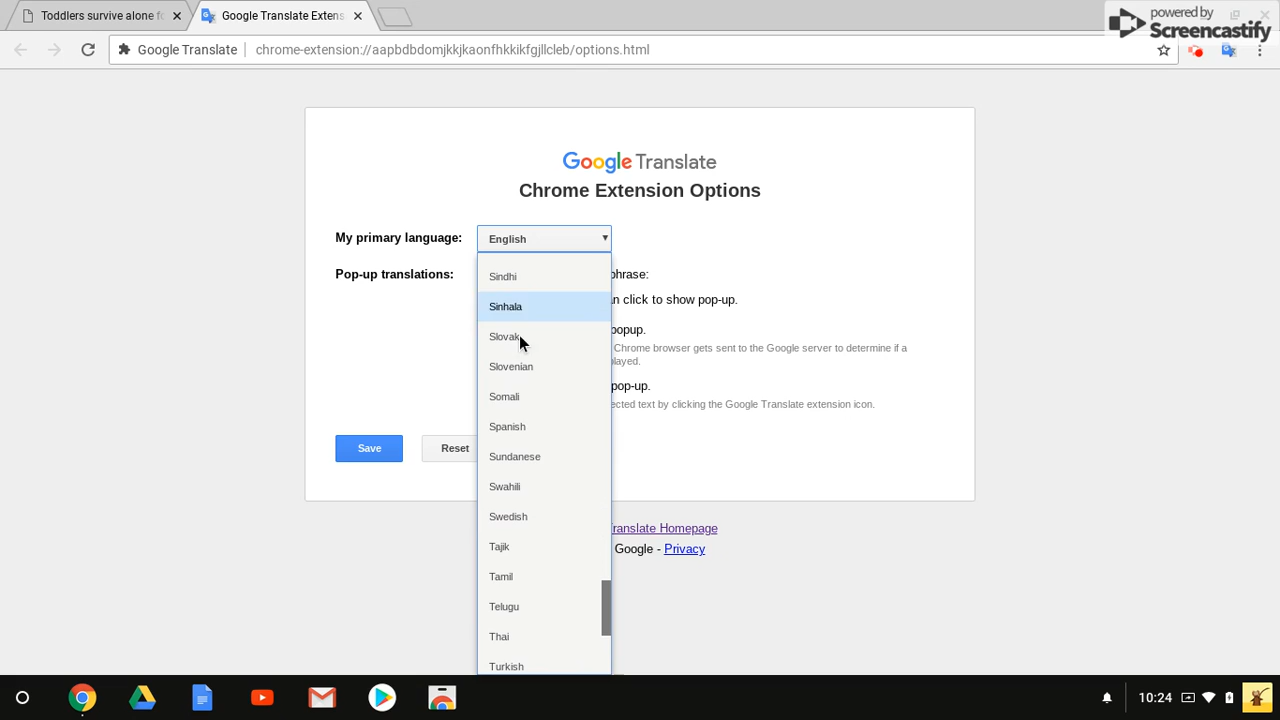 Toddlers survive alone fo
Google Translate Extens
powered by
Screencastify
Google Translate
chrome-extension://aapbdbdomjkkjkaonfhkkikfgjllcleb/options.html
Google Translate
Chrome Extension Options
My primary language:
English
Pop-up translations:
phrase:
Sindhi
n click to show pop-up.
Sinhala
popup.
Slovak
Chrome browser gets sent to the Google server to determine if a
played.
Slovenian
pop-up.
Somali
ected text by clicking the Google Translate extension icon.
Spanish
Save
Reset
Sundanese
Swahili
Swedish
Translate Homepage
Tajik
Google - Privacy
Tamil
Telugu
Thai
Turkish
10:24